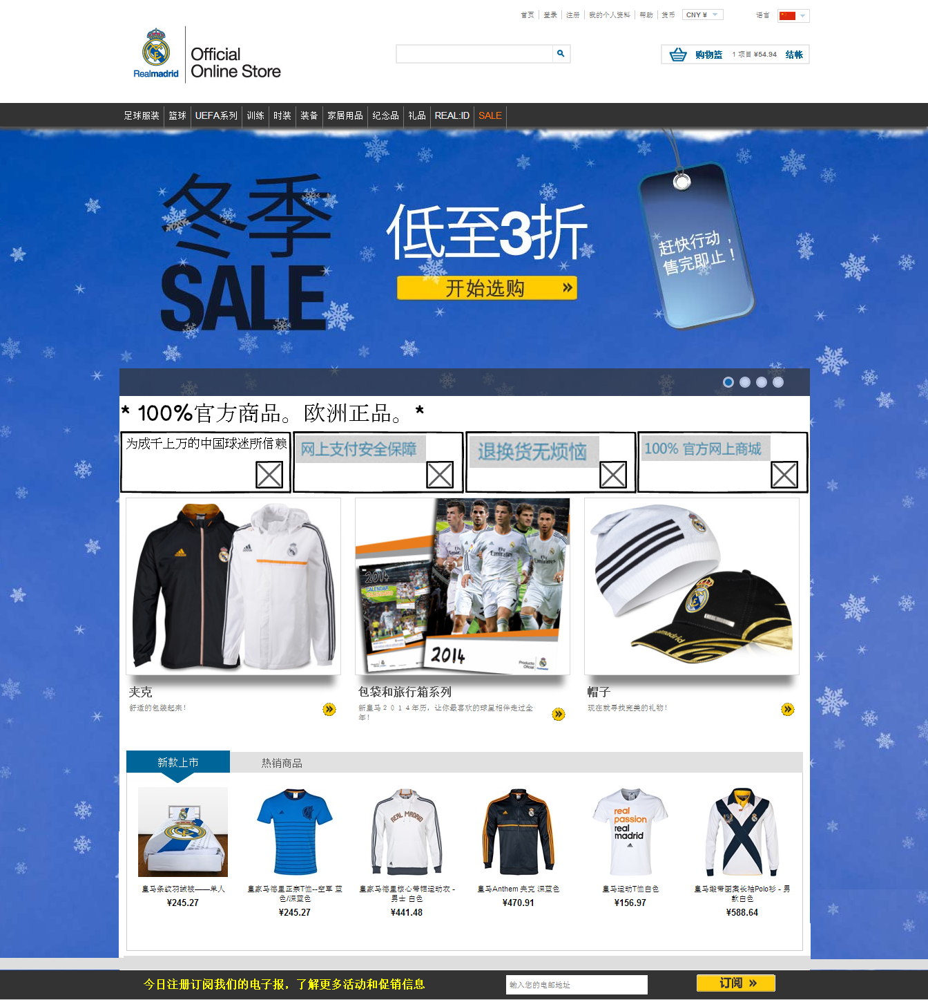 首页 登录 注册 我的个人资料 帮助 货币 CNY ¥ 语言
Realmadrid
Official
Online Store
购物篮 1 项目 ¥54.94 结帐
足球服装 篮球 UEFA系列 训练 时装 装备 家居用品 纪念品 礼品 REAL:ID SALE
冬季
SALE
低至3折
开始选购 »
赶快行动，
售完即止！
* 100%官方商品。欧洲正品。*
为成千上万的中国球迷所信赖
网上支付安全保障
退换货无烦恼
100% 官方网上商城
adidas
Fly Emirates
2014
CALENDAR
2014
Producto Oficial
Realmadrid
REAL MADRID
Realmadrid
夹克
舒适的包装起来！
包袋和旅行箱系列
新皇马２０１４年历，让你最喜欢的球星相伴走过全
年！
帽子
现在就寻找完美的礼物！
新款上市 热销商品
REAL MADRID
real
passion
real
madrid
皇马条纹羽绒被——单人
¥245.27
皇家马德里正宗T恤--空军 蓝
色/深蓝色
¥245.27
皇家马德里核心带帽运动衣 -
男士 白色
¥441.48
皇马Anthem 夹克 深蓝色
¥470.91
皇马运动T恤白色
¥156.97
皇马缎带图案长袖Polo衫 - 男
款白色
¥588.64
今日注册订阅我们的电子报，了解更多活动和促销信息
输入您的电邮地址
订阅 »